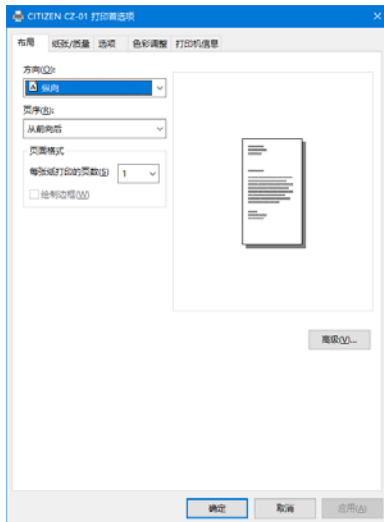 CITIZEN CZ-01 打印首选项
布局 纸张/质量 选项 色彩调整 打印机信息
方向(O):
纵向
页序(R):
从前向后
页面格式
每张纸打印的页数(S) 1
绘制边框(W)
高级(V)...
确定 取消 应用(A)